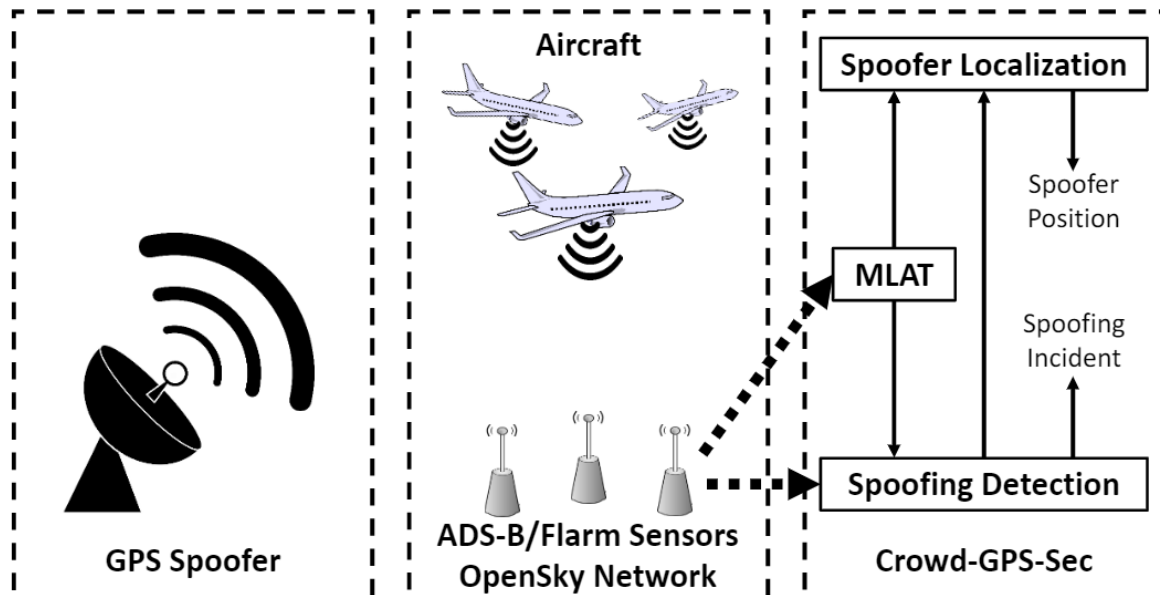 GPS Spoofer
Aircraft
ADS-B/Flarm Sensors
OpenSky Network
Spoofer Localization
Spoofer
Position
MLAT
Spoofing
Incident
Spoofing Detection
Crowd-GPS-Sec